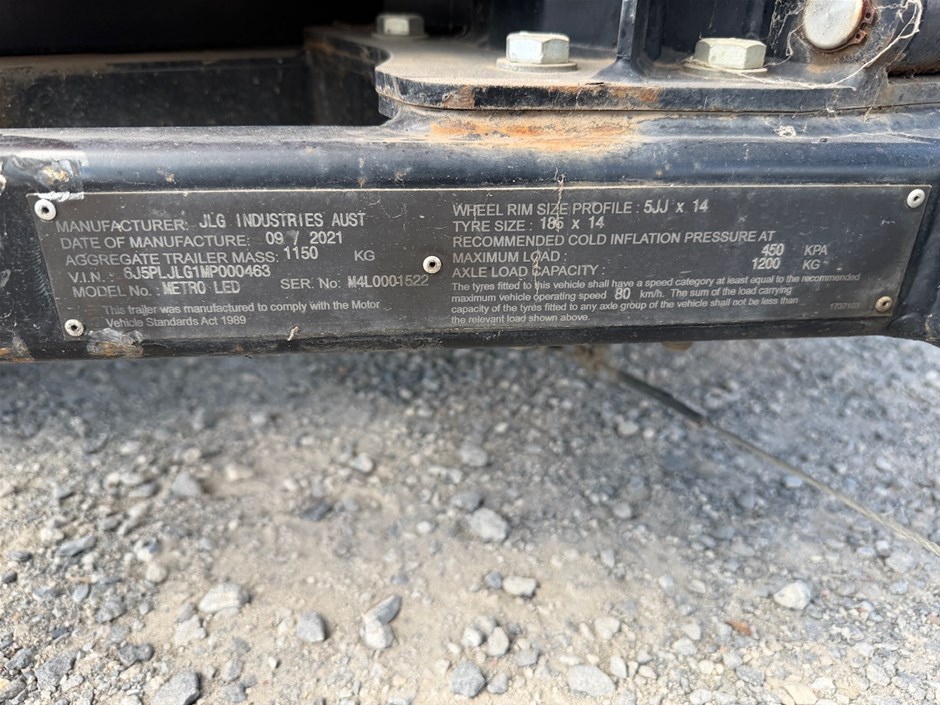 MANUFACTURER: JLG INDUSTRIES AUST
DATE OF MANUFACTURE: 09 / 2021
AGGREGATE TRAILER MASS: 1150 KG
V.I.N. : 6J5PLJLG1MP000463
MODEL No. METRO LED SER. No: M4L0001522
This trailer was manufactured to comply with the Motor
Vehicle Standards Act 1989
WHEEL RIM SIZE PROFILE : 5JJ x 14
TYRE SIZE : 185 x 14
RECOMMENDED COLD INFLATION PRESSURE AT
MAXIMUM LOAD : 450 KPA
AXLE LOAD CAPACITY : 1200 KG
The tyres fitted to this vehicle shall have a speed category at least equal to the recommended
maximum vehicle operating speed 80 km/h. The sum of the load carrying
capacity of the tyres fitted to any axle group of the vehicle shall not be less than
the relevant load shown above.
1732103